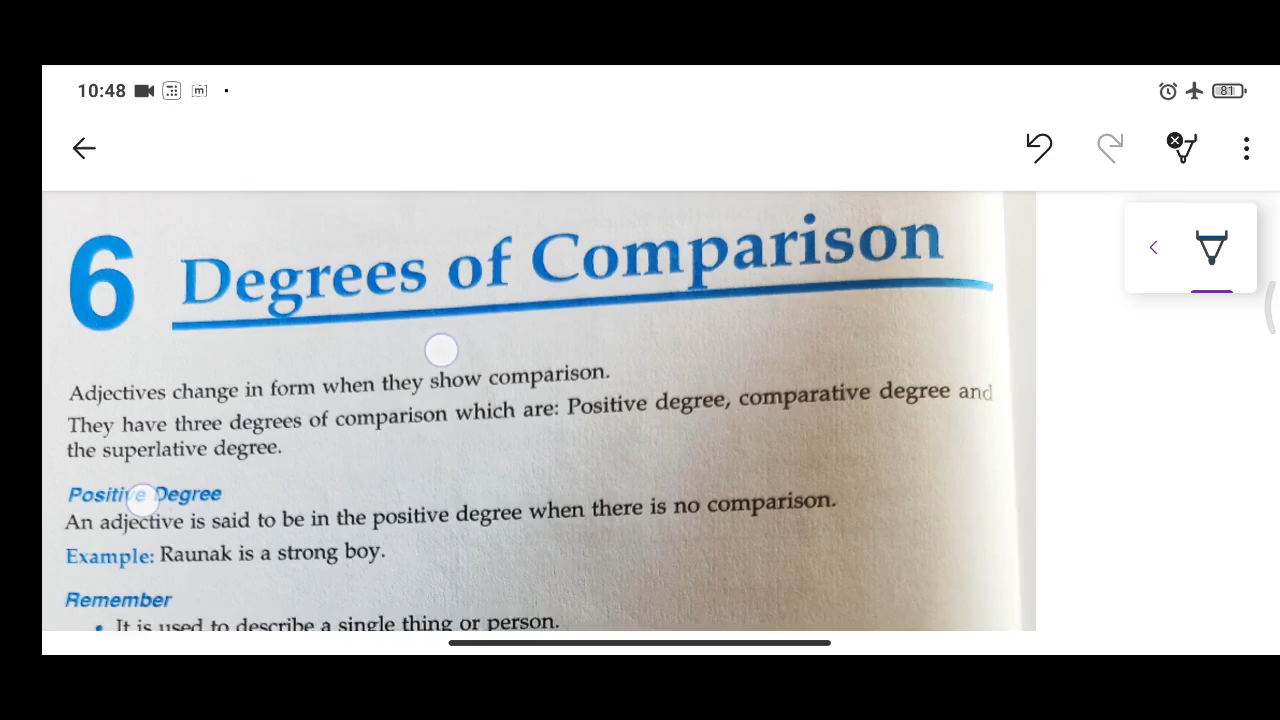 10:48
81
6 Degrees of Comparison
Adjectives change in form when they show comparison.
They have three degrees of comparison which are: Positive degree, comparative degree and
the superlative degree.
Positive Degree
An adjective is said to be in the positive degree when there is no comparison.
Example: Raunak is a strong boy.
Remember
• It is used to describe a single thing or person.